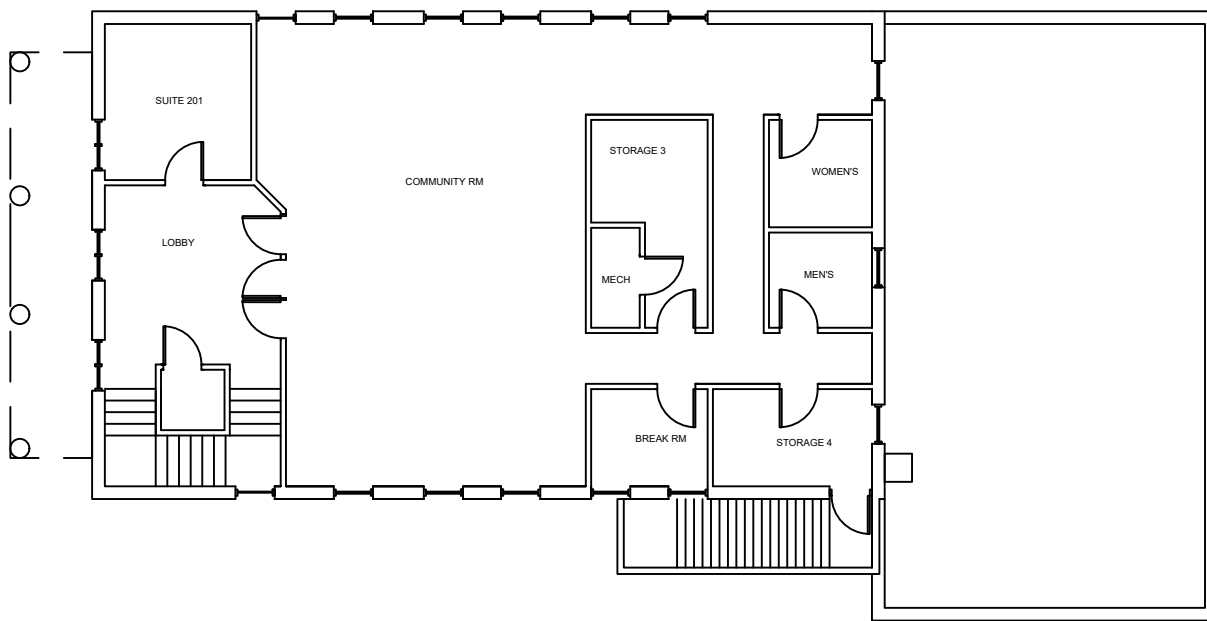 SUITE 201
STORAGE 3
WOMEN'S
COMMUNITY RM
LOBBY
MECH
MEN'S
BREAK RM
STORAGE 4